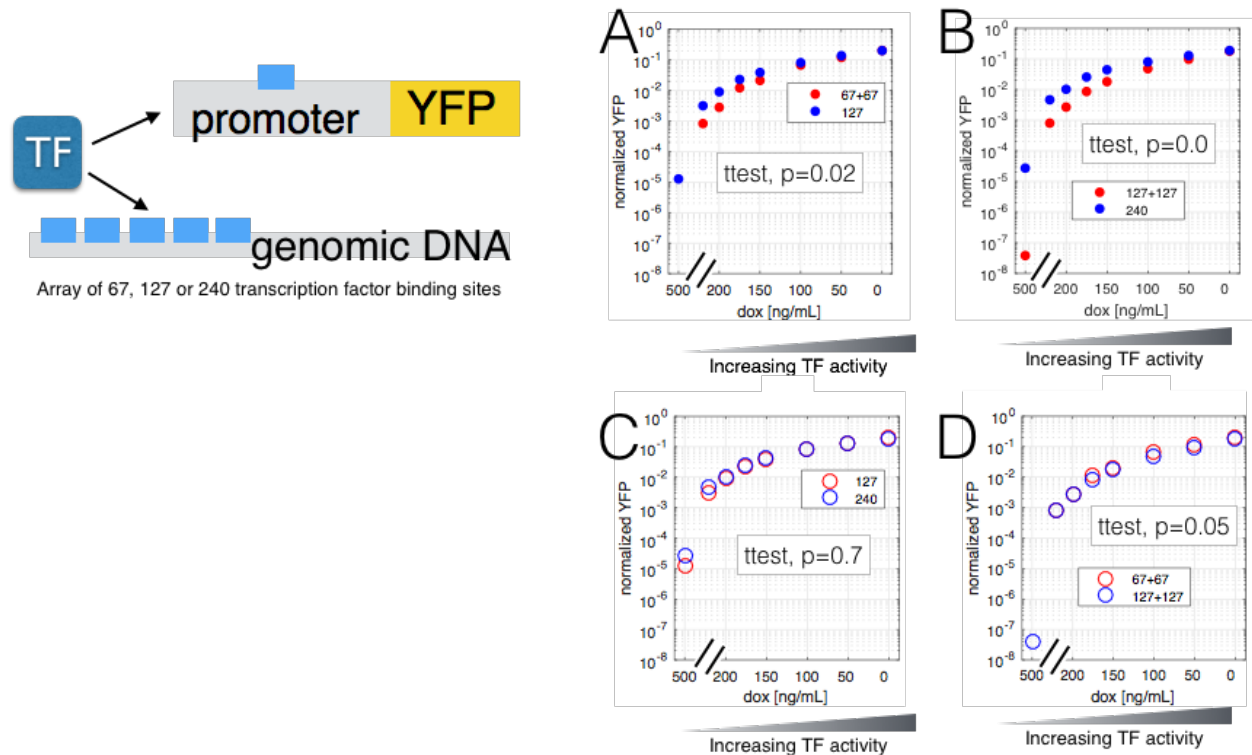 TF
promoter
YFP
genomic DNA
Array of 67, 127 or 240 transcription factor binding sites
A
normalized YFP
10^0
10^-1
10^-2
10^-3
10^-4
10^-5
10^-6
10^-7
10^-8
67+67
127
ttest, p=0.02
500 200 150 100 50 0
dox [ng/mL]
Increasing TF activity
B
normalized YFP
10^0
10^-1
10^-2
10^-3
10^-4
10^-5
10^-6
10^-7
10^-8
ttest, p=0.0
127+127
240
500 200 150 100 50 0
dox [ng/mL]
Increasing TF activity
C
normalized YFP
10^0
10^-1
10^-2
10^-3
10^-4
10^-5
10^-6
10^-7
10^-8
127
240
ttest, p=0.7
500 200 150 100 50 0
dox [ng/mL]
Increasing TF activity
D
normalized YFP
10^0
10^-1
10^-2
10^-3
10^-4
10^-5
10^-6
10^-7
10^-8
ttest, p=0.05
67+67
127+127
500 200 150 100 50 0
dox [ng/mL]
Increasing TF activity